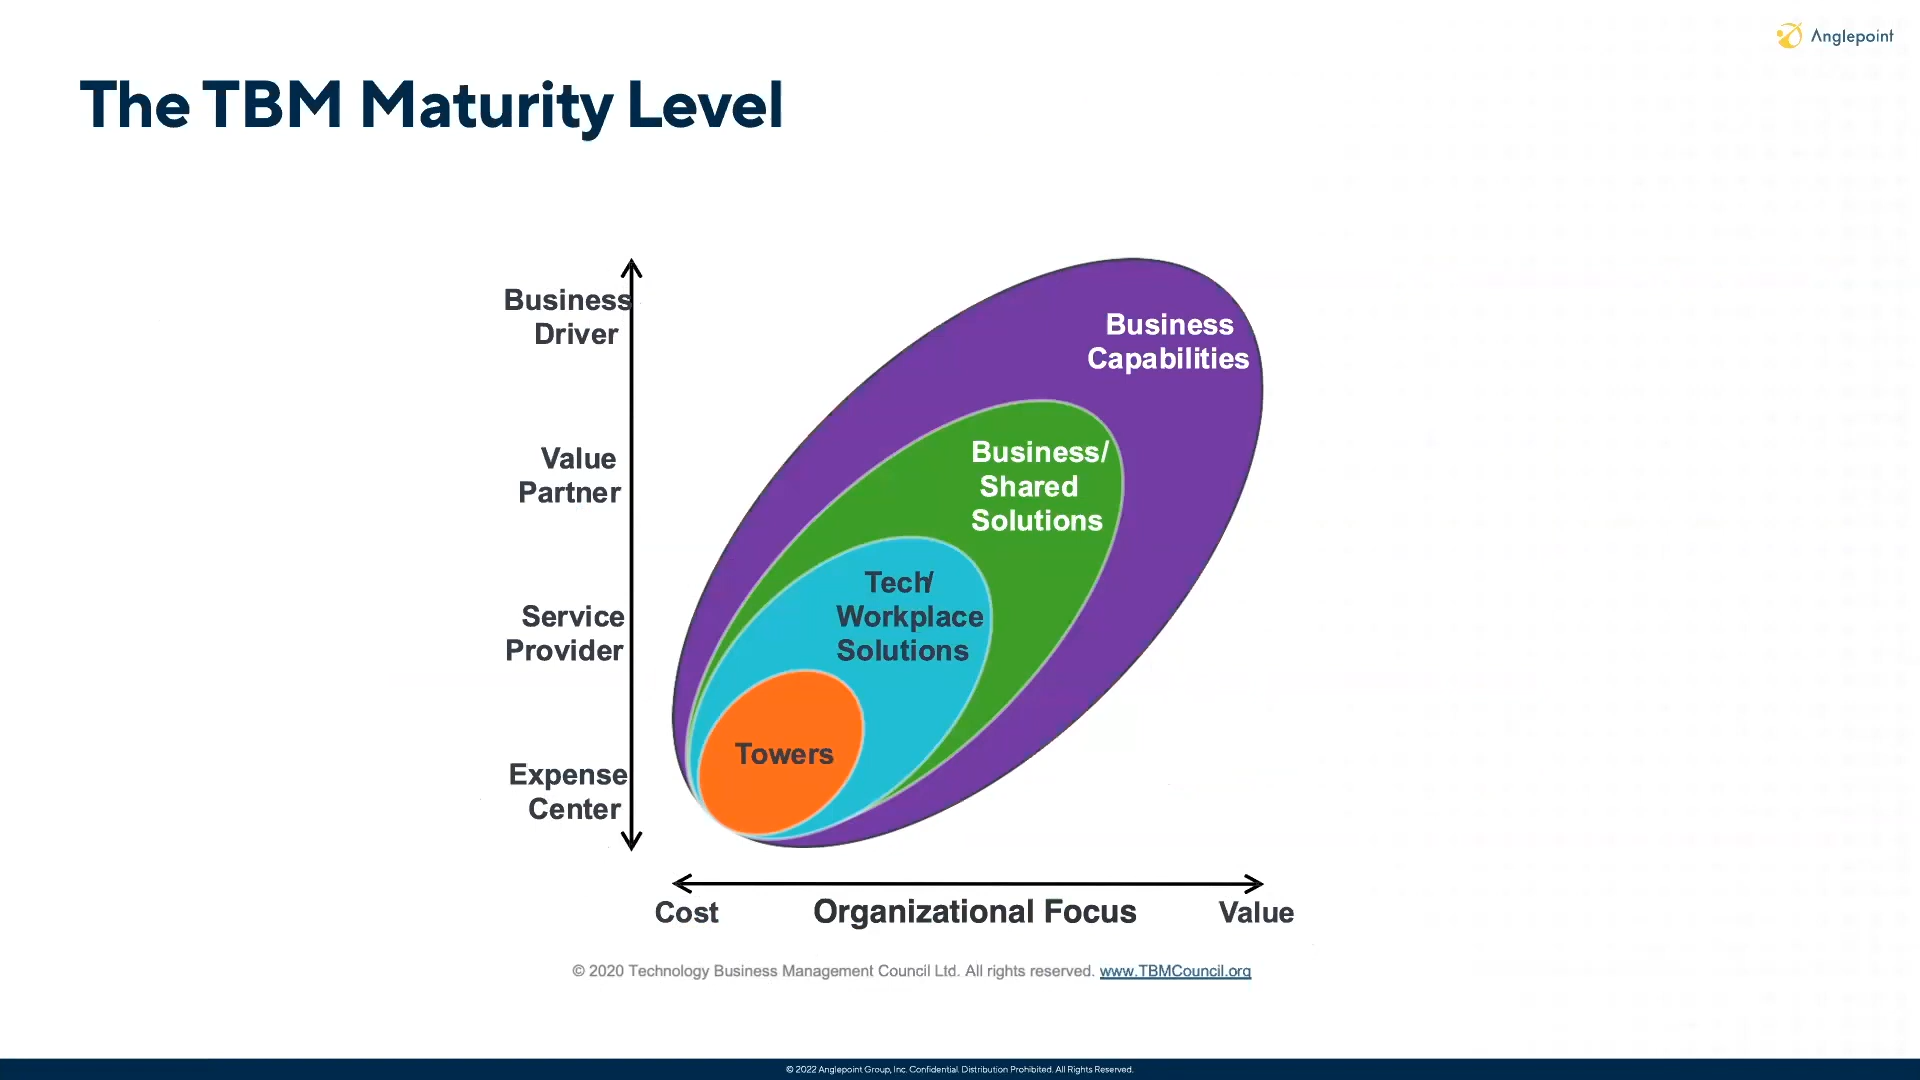 Anglepoint
The TBM Maturity Level
Business
Driver
Value
Partner
Service
Provider
Expense
Center
Business
Capabilities
Business/
Shared
Solutions
Tech/
Workplace
Solutions
Towers
Cost
Organizational Focus
Value
© 2020 Technology Business Management Council Ltd. All rights reserved. www.TBMCouncil.org
© 2022 Anglepoint Group, Inc. Confidential. Distribution Prohibited. All Rights Reserved.